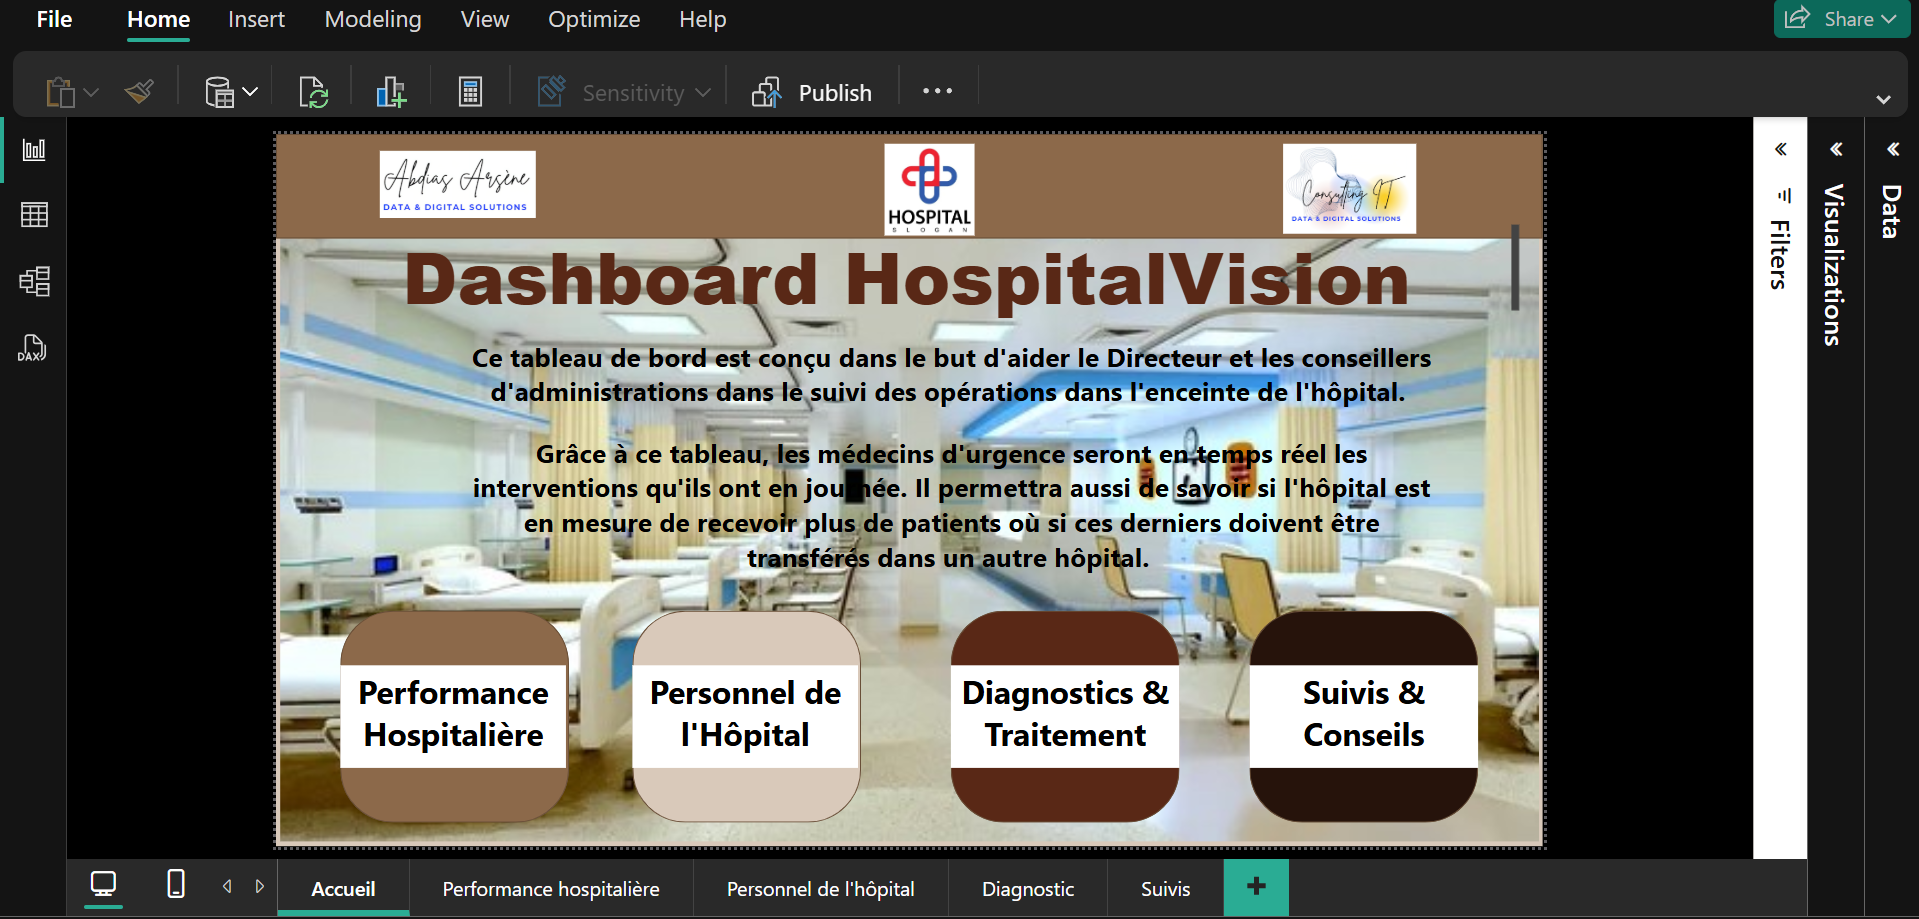 File Home Insert Modeling View Optimize Help Share
Sensitivity Publish
Abdias Arsène
DATA & DIGITAL SOLUTIONS
HOSPITAL
SLOGAN
Consulting IT
DATA & DIGITAL SOLUTIONS
Dashboard HospitalVision
Ce tableau de bord est conçu dans le but d'aider le Directeur et les conseillers
d'administrations dans le suivi des opérations dans l'enceinte de l'hôpital.
Grâce à ce tableau, les médecins d'urgence seront en temps réel les
interventions qu'ils ont en journée. Il permettra aussi de savoir si l'hôpital est
en mesure de recevoir plus de patients où si ces derniers doivent être
transférés dans un autre hôpital.
Performance
Hospitalière
Personnel de
l'Hôpital
Diagnostics &
Traitement
Suivis &
Conseils
Filters
Visualizations
Data
DAX
Accueil Performance hospitalière Personnel de l'hôpital Diagnostic Suivis